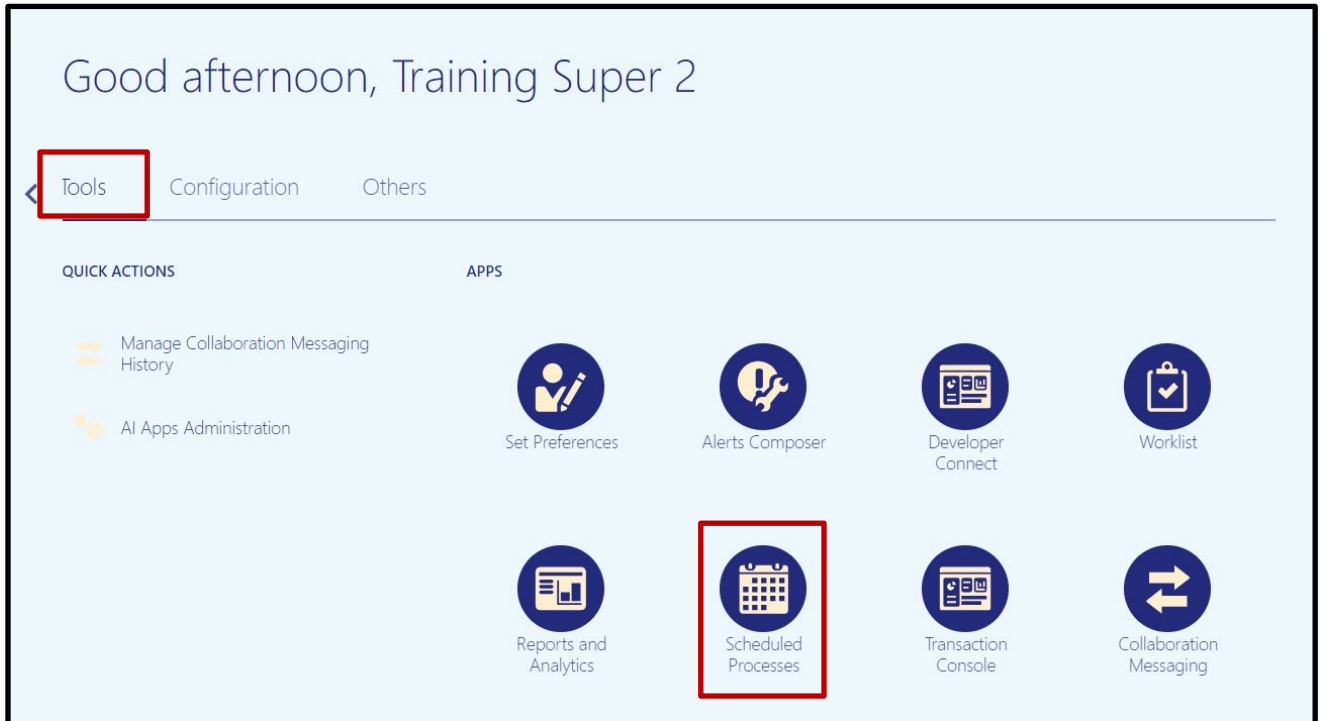 Good afternoon, Training Super 2
Tools Configuration Others
QUICK ACTIONS
APPS
Manage Collaboration Messaging
History
AI Apps Administration
Set Preferences
Alerts Composer
Developer
Connect
Worklist
Reports and
Analytics
Scheduled
Processes
Transaction
Console
Collaboration
Messaging